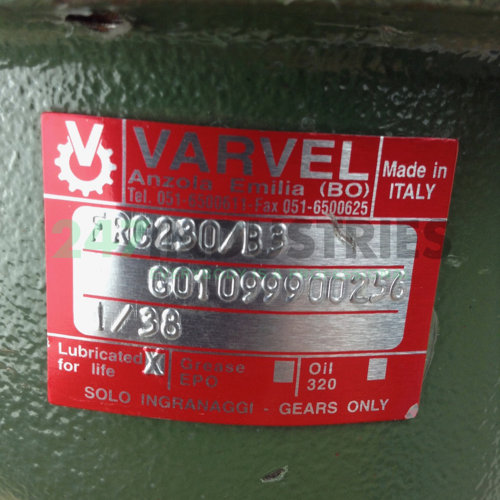 VARVEL
Anzola Emilia (BO)
Tel. 051-6500611-Fax 051-6500625
Made in
ITALY
FRC230/B3
G01099900256
1/38
Lubricated X
for life
Grease
EPO
Oil
320
SOLO INGRANAGGI - GEARS ONLY